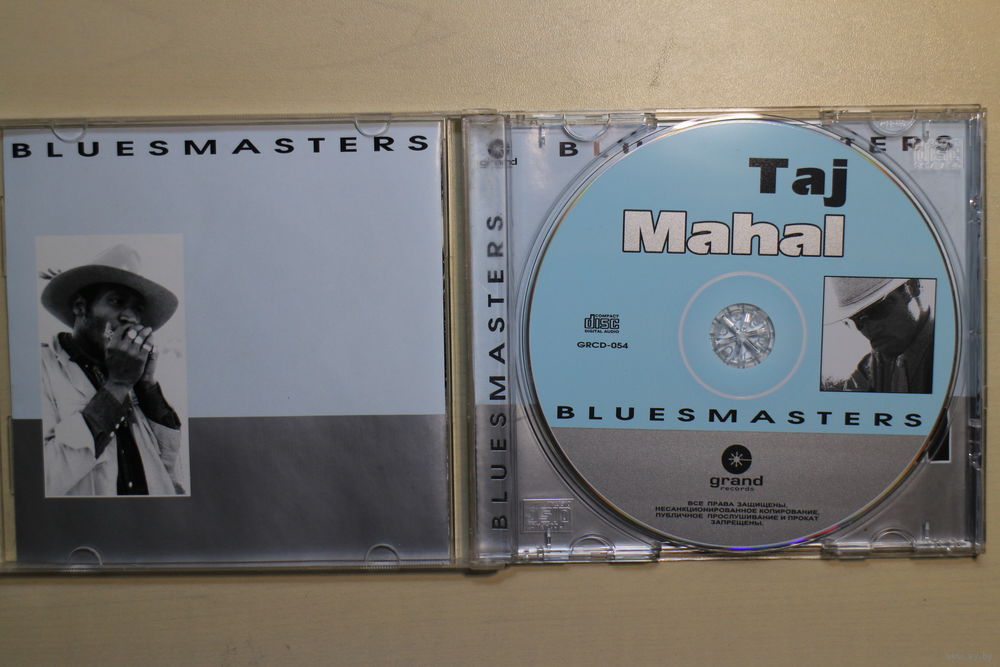 BLUESMASTERS
BLUESMASTERS
grand
Taj
Mahal
COMPACT
disc
DIGITAL AUDIO
GRCD-054
BLUESMASTERS
grand
records
ВСЕ ПРАВА ЗАЩИЩЕНЫ.
НЕСАНКЦИОНИРОВАННОЕ КОПИРОВАНИЕ,
ПУБЛИЧНОЕ ПРОСЛУШИВАНИЕ И ПРОКАТ
ЗАПРЕЩЕНЫ.